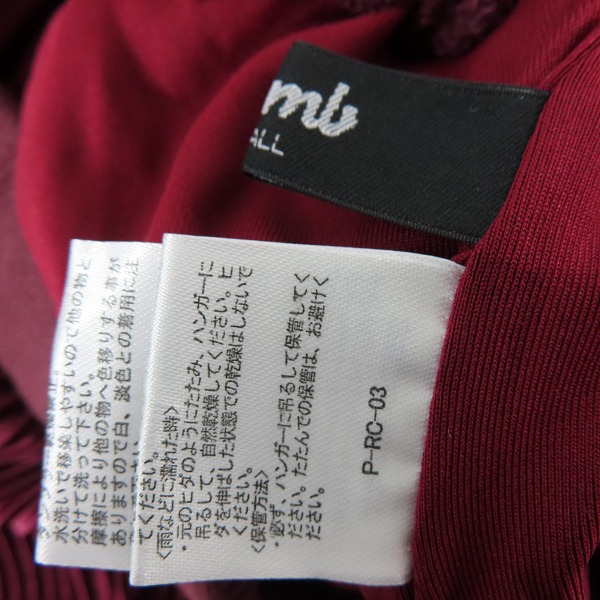 mb
ALL
水洗いで移染しやすいので他の物と
分けて洗って下さい。
摩擦により他の物へ色移りする事が
ありますので白、淡色との着用に注
てください。
<雨などに濡れた時>
・元のヒダのようにたたみ、ハンガーに
吊るして、自然乾燥してください。ヒ
ダを伸ばした状態での乾燥はしないで
ください。
<保管方法>
・必ず、ハンガーに吊るして保管してく
ださい。たたんでの保管は、お避けく
ださい。
P-RC-03